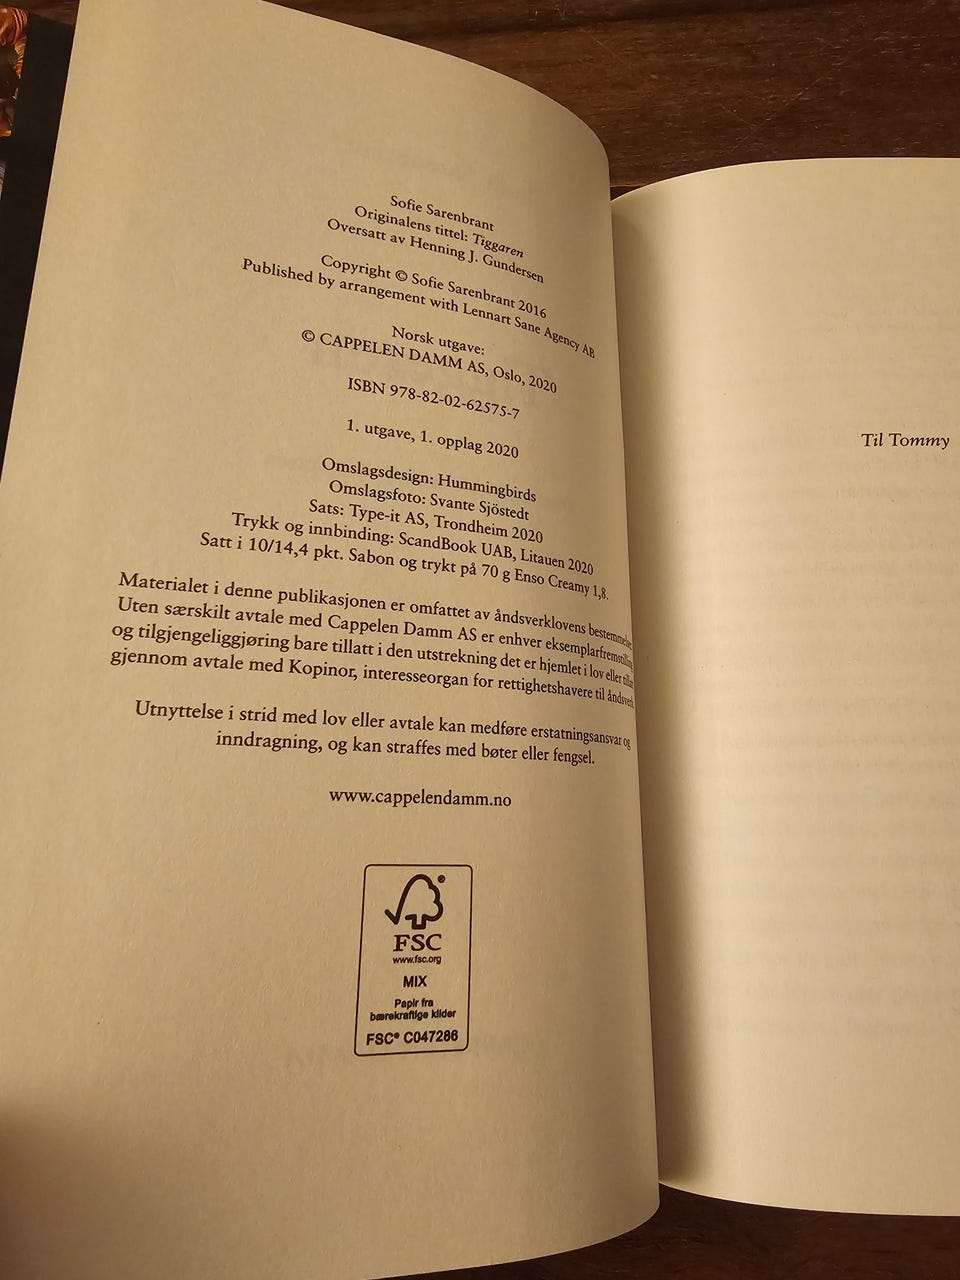 Sofie Sarenbrant
Originalens tittel: Tiggaren
Oversatt av Henning J. Gundersen
Copyright © Sofie Sarenbrant 2016
Published by arrangement with Lennart Sane Agency AB
Norsk utgave:
© CAPPELEN DAMM AS, Oslo, 2020
ISBN 978-82-02-62575-7
1. utgave, 1. opplag 2020
Omslagsdesign: Hummingbirds
Omslagsfoto: Svante Sjöstedt
Sats: Type-it AS, Trondheim 2020
Trykk og innbinding: ScandBook UAB, Litauen 2020
Satt i 10/14,4 pkt. Sabon og trykt på 70 g Enso Creamy 1,8.
Materialet i denne publikasjonen er omfattet av åndsverklovens
Uten særskilt avtale med Cappelen Damm AS er enhver eksemplarfremstilling
og tilgjengeliggjøring bare tillatt i den utstrekning det er hjemlet i lov eller
gjennom avtale med Kopinor, interesseorgan for rettighetshavere til
Utnyttelse i strid med lov eller avtale kan medføre erstatningsansvar og
inndragning, og kan straffes med bøter eller fengsel.
www.cappelendamm.no
FSC
www.fsc.org
MIX
Papir fra
bærekraftige kilder
FSC® C047286
Til Tommy